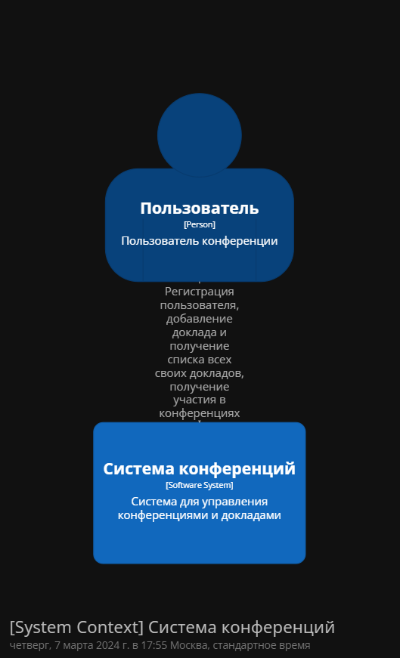 Пользователь
[Person]
Пользователь конференции
Регистрация
пользователя,
добавление
доклада и
получение
списка всех
своих докладов,
получение
участия в
конференциях
Система конференций
[Software System]
Система для управления
конференциями и докладами
[System Context] Система конференций
четверг, 7 марта 2024 г. в 17:55 Москва, стандартное время